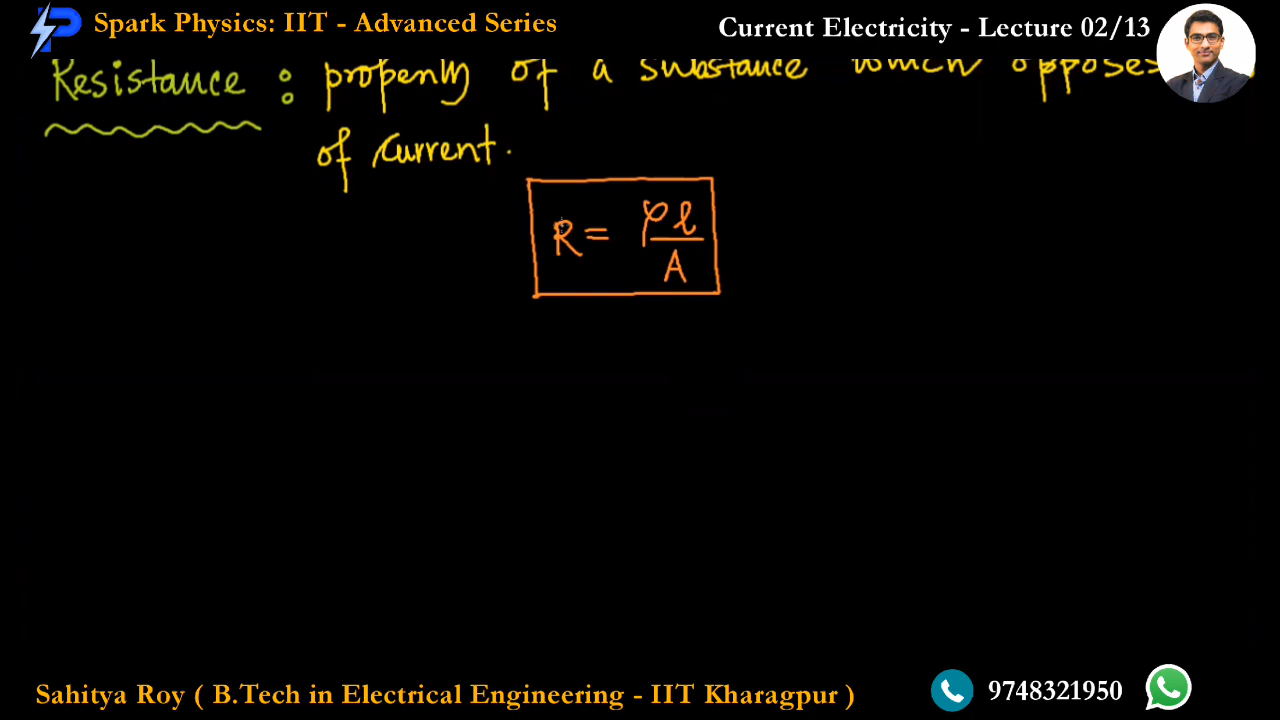 Spark Physics: IIT - Advanced Series
Current Electricity - Lecture 02/13
Resistance : property of a substance which opposes
of current.
R = ρl/A
Sahitya Roy ( B.Tech in Electrical Engineering - IIT Kharagpur )
9748321950